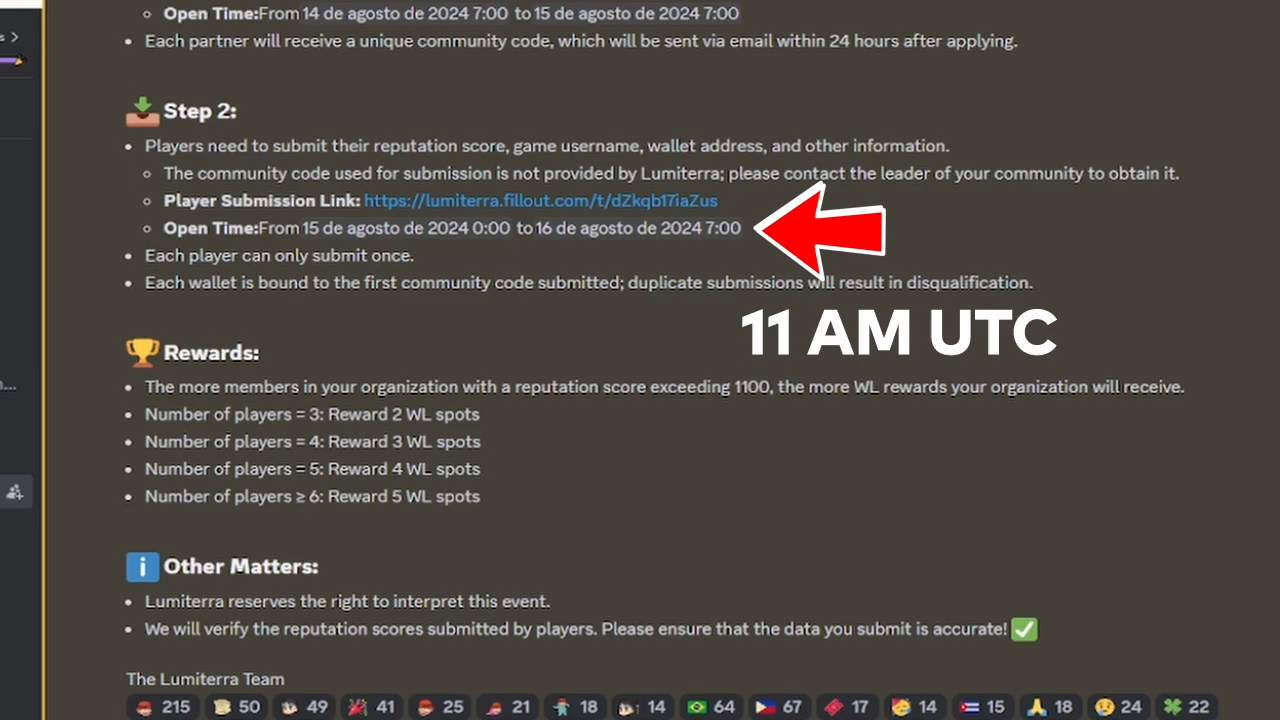 Open Time:From 14 de agosto de 2024 7:00 to 15 de agosto de 2024 7:00
Each partner will receive a unique community code, which will be sent via email within 24 hours after applying.
Step 2:
Players need to submit their reputation score, game username, wallet address, and other information.
The community code used for submission is not provided by Lumiterra; please contact the leader of your community to obtain it.
Player Submission Link: https://lumiterra.fillout.com/t/dZkqb17iaZus
Open Time:From 15 de agosto de 2024 0:00 to 16 de agosto de 2024 7:00
Each player can only submit once.
Each wallet is bound to the first community code submitted; duplicate submissions will result in disqualification.
11 AM UTC
Rewards:
The more members in your organization with a reputation score exceeding 1100, the more WL rewards your organization will receive.
Number of players = 3: Reward 2 WL spots
Number of players = 4: Reward 3 WL spots
Number of players = 5: Reward 4 WL spots
Number of players ≥ 6: Reward 5 WL spots
Other Matters:
Lumiterra reserves the right to interpret this event.
We will verify the reputation scores submitted by players. Please ensure that the data you submit is accurate!
The Lumiterra Team
215 50 49 41 25 21 18 14 64 67 17 14 15 18 24 22